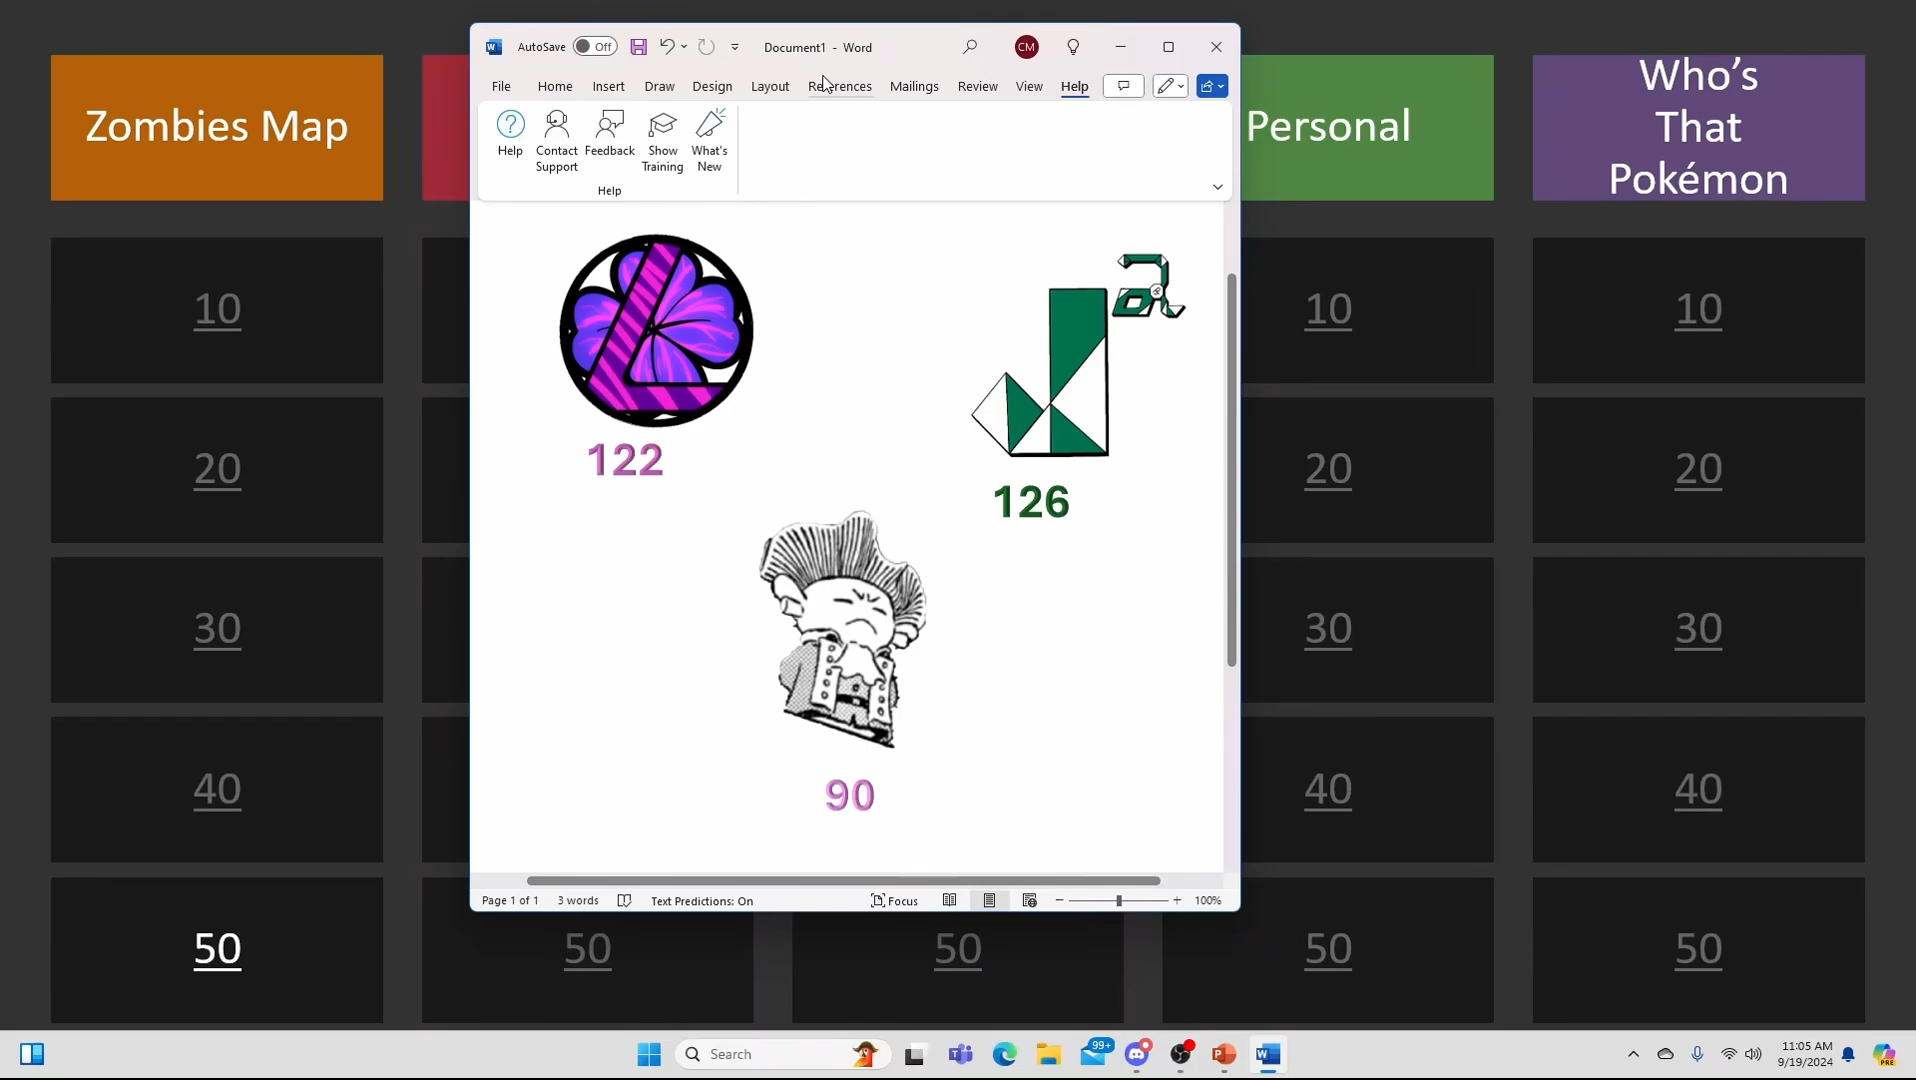 AutoSave Off Document1 - Word CM
File Home Insert Draw Design Layout References Mailings Review View Help
Help
Contact
Support
Feedback
Show
Training
What's
New
Help
Zombies Map
Personal
Who's
That
Pokémon
10
20
30
40
50
50
50
10
20
30
40
50
10
20
30
40
50
L
122
J
a
126
90
Page 1 of 1 3 words Text Predictions: On Focus 100%
Search
99+
11:05 AM
9/19/2024
PRE